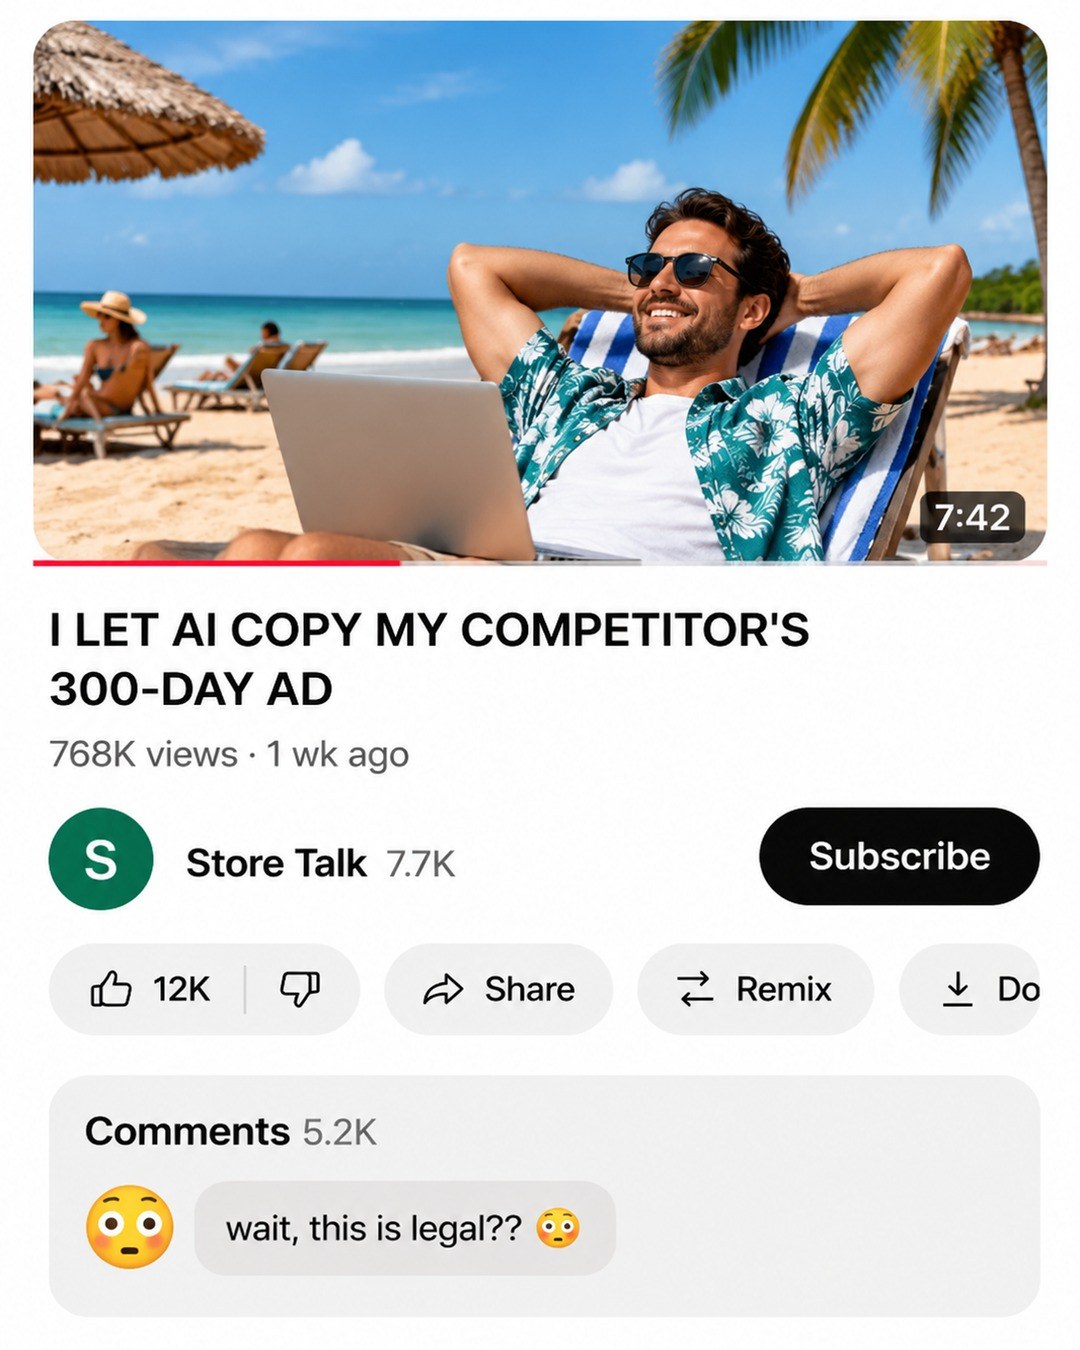 7:42
I LET AI COPY MY COMPETITOR'S
300-DAY AD
768K views · 1 wk ago
S
Store Talk 7.7K
Subscribe
12K
Share
Remix
Do
Comments 5.2K
wait, this is legal?? 😳